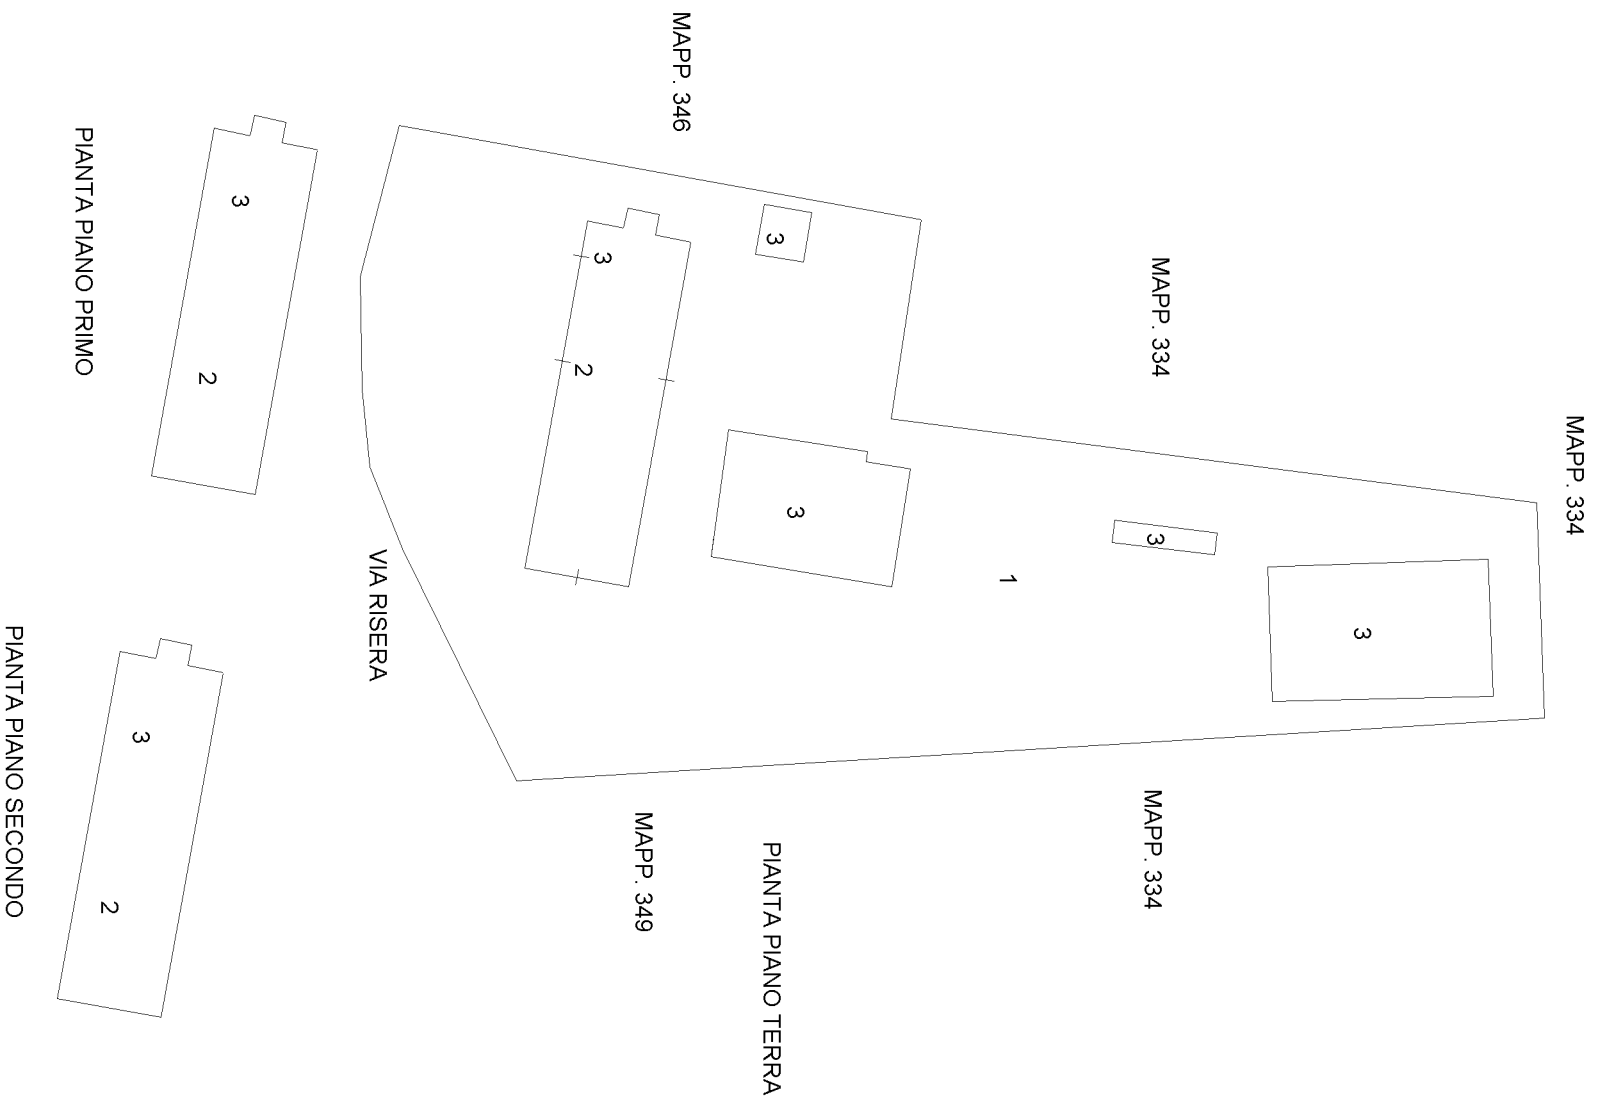 MAPP. 334
MAPP. 334
MAPP. 334
3
3
1
3
3
MAPP. 346
3
2
MAPP. 349
PIANTA PIANO TERRA
VIA RISERA
3
2
PIANTA PIANO PRIMO
3
2
PIANTA PIANO SECONDO